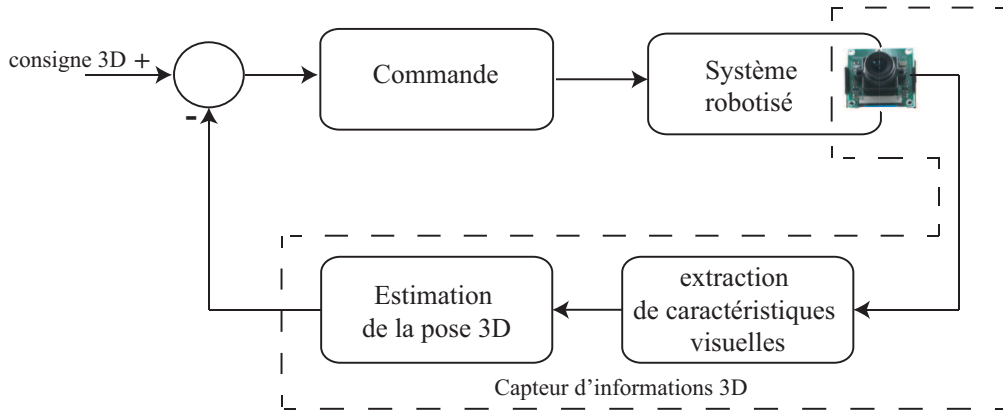 consigne 3D +
-
Commande
Système
robotisé
Estimation
de la pose 3D
extraction
de caractéristiques
visuelles
Capteur d’informations 3D